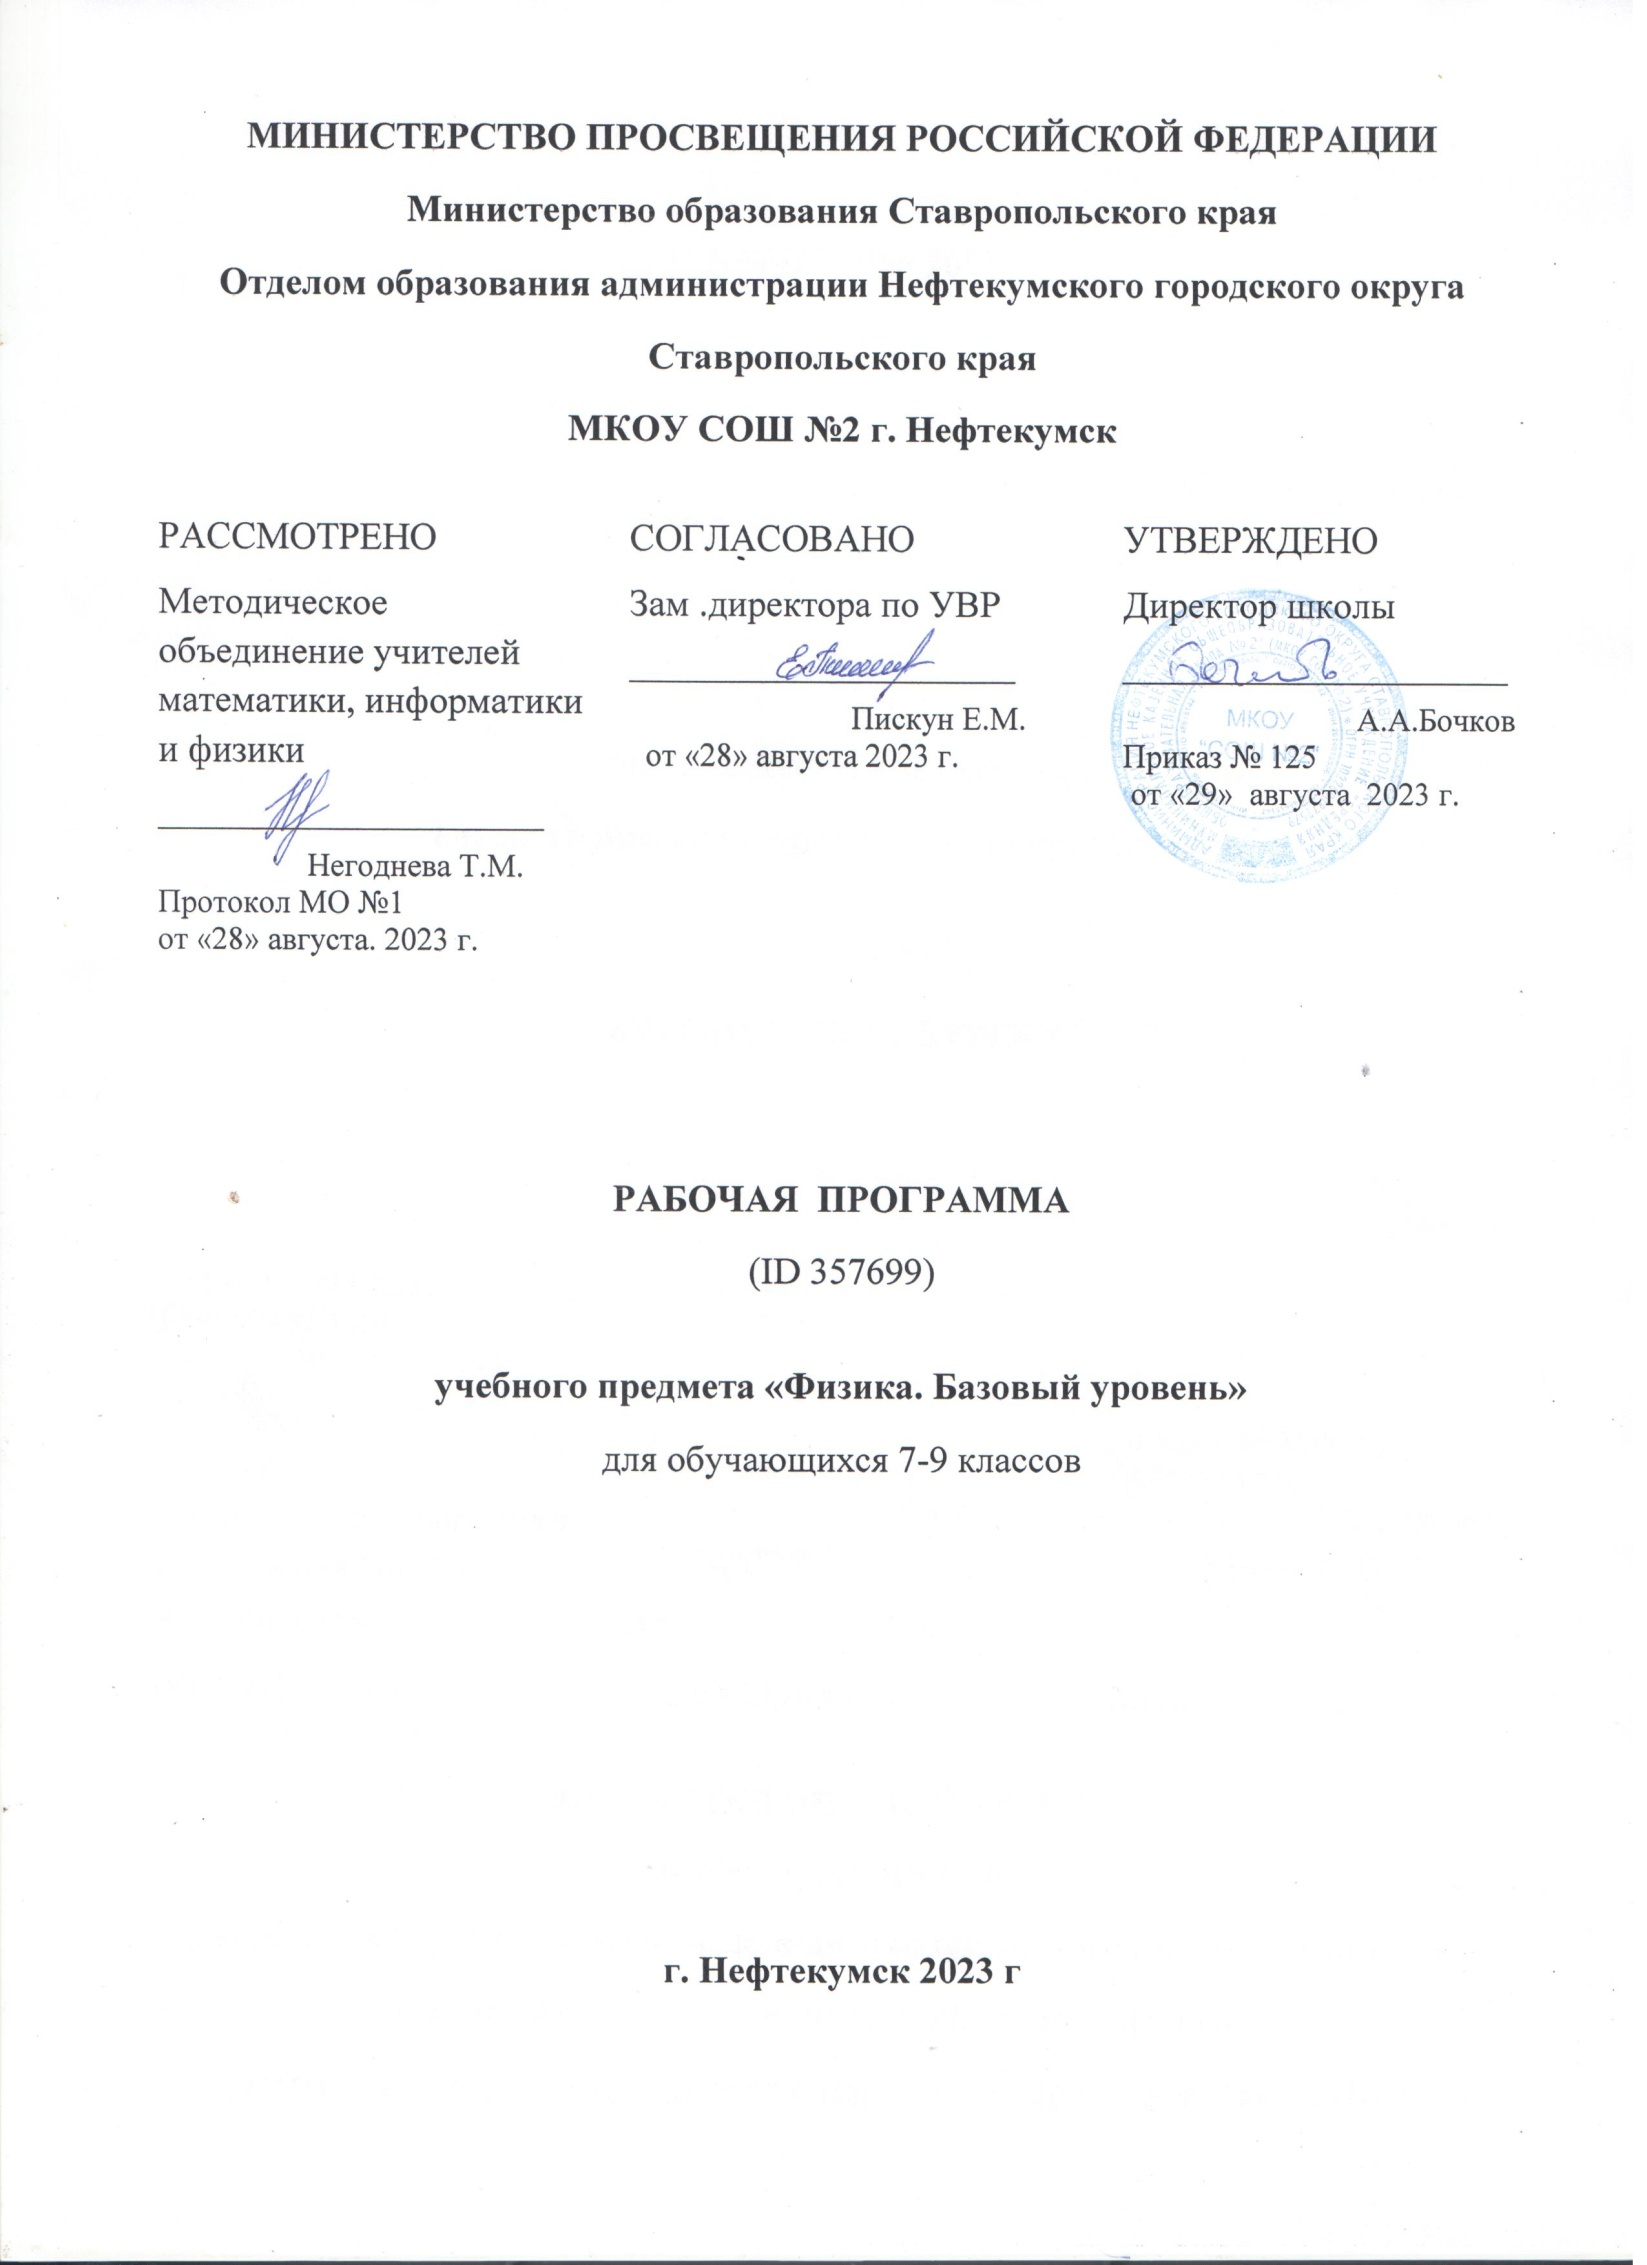 МИНИСТЕРСТВО ПРОСВЕЩЕНИЯ РОССИЙСКОЙ ФЕДЕРАЦИИ
Министерство образования Ставропольского края
Отделом образования администрации Нефтекумского городского округа
Ставропольского края
МКОУ СОШ №2 г. Нефтекумск
РАССМОТРЕНО
Методическое
объединение учителей
математики, информатики
и физики
Негоднева Т.М.
Протокол МО №1
от «28» августа. 2023 г.
СОГЛАСОВАНО
Зам .директора по УВР
Пискун Е.М.
от «28» августа 2023 г.
УТВЕРЖДЕНО
Директор школы
А.А.Бочков
Приказ № 125
от «29» августа 2023 г.
МКОУ
"СОШ №2"
РАБОЧАЯ ПРОГРАММА
(ID 357699)
учебного предмета «Физика. Базовый уровень»
для обучающихся 7-9 классов
г. Нефтекумск 2023 г